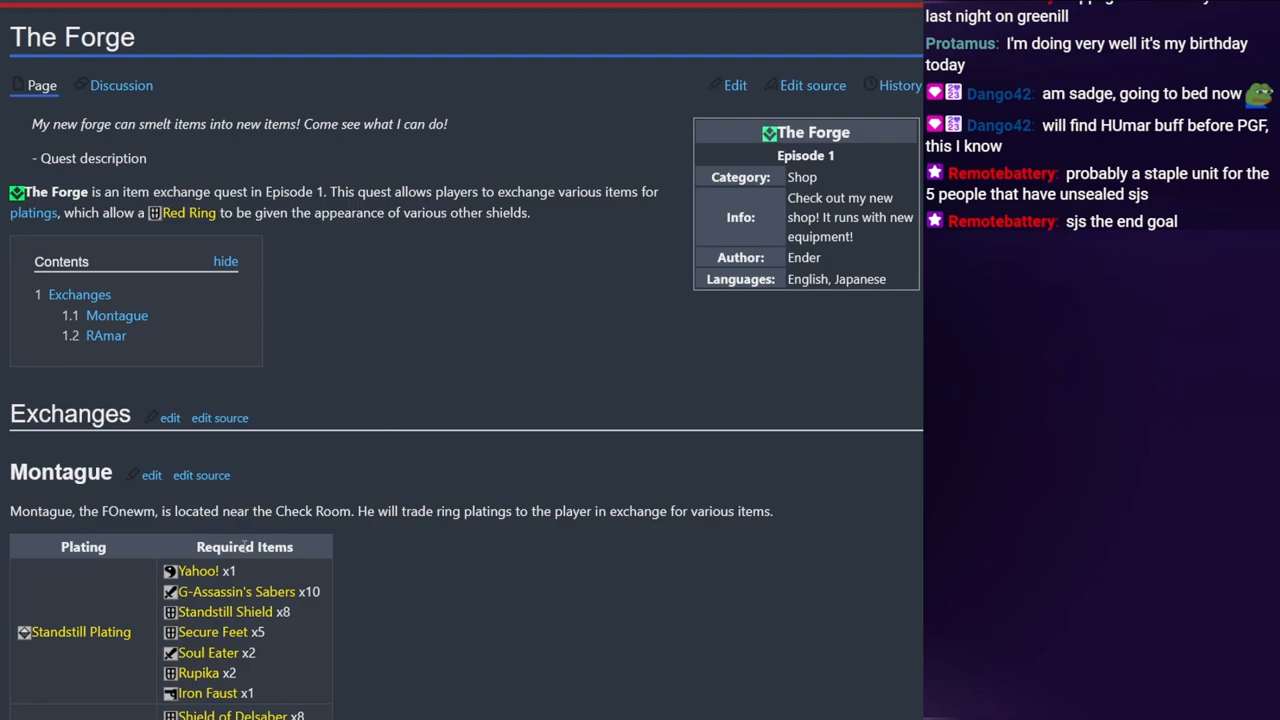 The Forge
Page
Discussion
Edit
Edit source
History
My new forge can smelt items into new items! Come see what I can do!
- Quest description
The Forge is an item exchange quest in Episode 1. This quest allows players to exchange various items for
platings, which allow a Red Ring to be given the appearance of various other shields.
The Forge
Episode 1
Category: Shop
Info: Check out my new
shop! It runs with new
equipment!
Author: Ender
Languages: English, Japanese
Contents hide
1 Exchanges
1.1 Montague
1.2 RAmar
Exchanges edit edit source
Montague edit edit source
Montague, the FOnewm, is located near the Check Room. He will trade ring platings to the player in exchange for various items.
Plating Required Items
Standstill Plating
Yahoo! x1
G-Assassin's Sabers x10
Standstill Shield x8
Secure Feet x5
Soul Eater x2
Rupika x2
Iron Faust x1
Shield of Delsaber x8
last night on greenill
Protamus: I'm doing very well it's my birthday
today
Dango42: am sadge, going to bed now
Dango42: will find HUmar buff before PGF,
this I know
Remotebattery: probably a staple unit for the
5 people that have unsealed sjs
Remotebattery: sjs the end goal